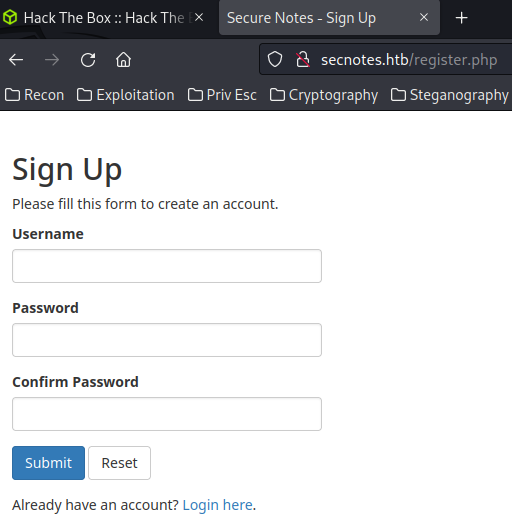 Hack The Box :: Hack The
Secure Notes - Sign Up
secnotes.htb/register.php
Recon Exploitation Priv Esc Cryptography Steganography
Sign Up
Please fill this form to create an account.
Username
Password
Confirm Password
Submit Reset
Already have an account? Login here.